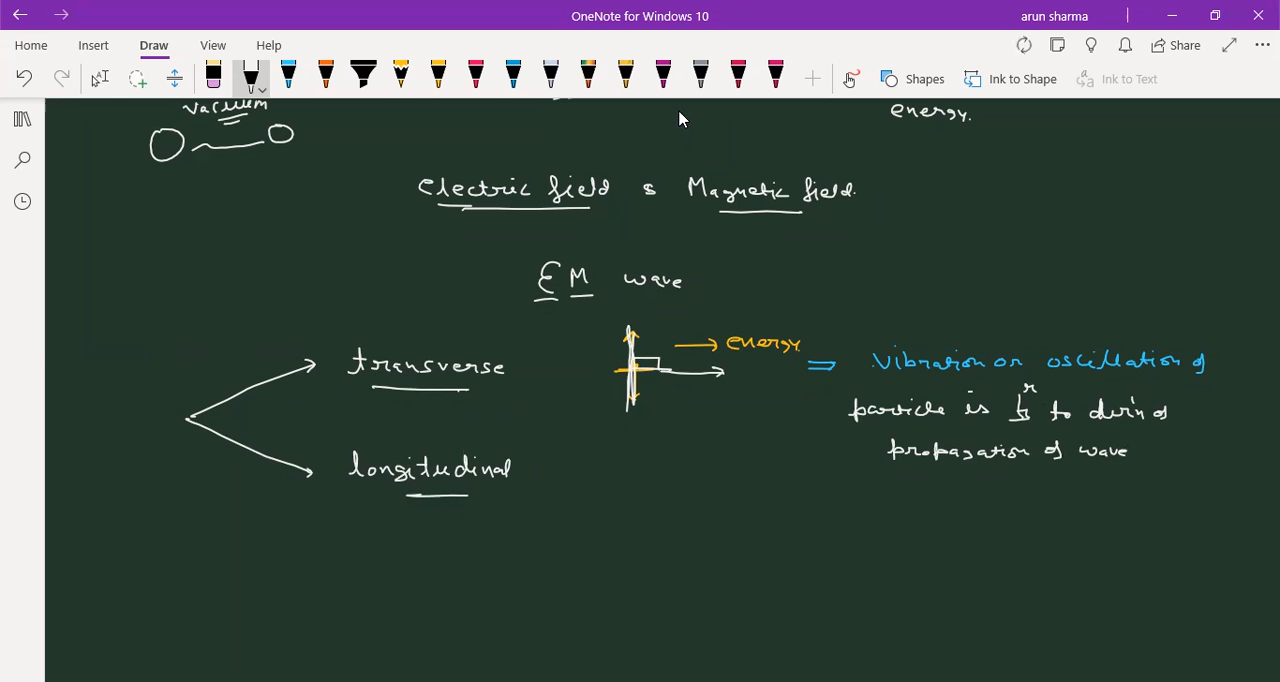 OneNote for Windows 10
arun sharma
Home Insert Draw View Help
Share
Shapes Ink to Shape Ink to Text
vacuum
energy.
Electric field & Magnetic field.
EM wave
transverse
→ energy
= Vibration or oscillation of
particle is ⊥r to dir'n of
propagation of wave
longitudinal